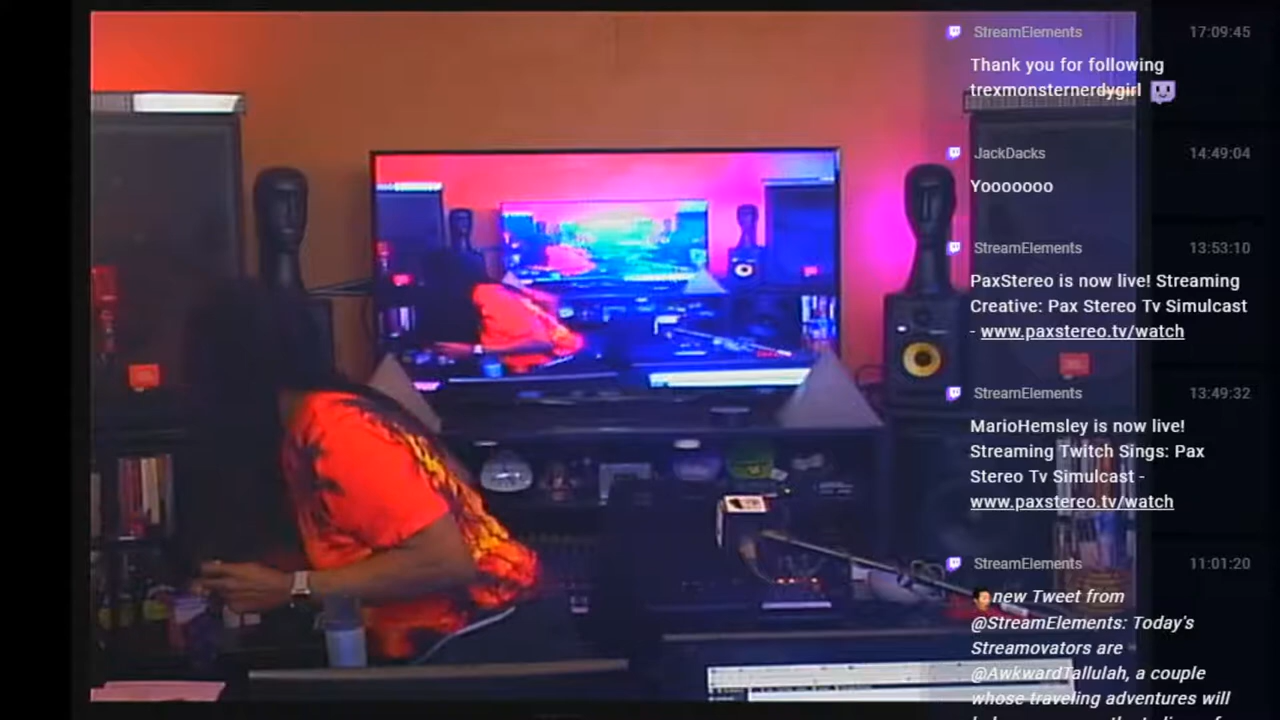 StreamElements 17:09:45
Thank you for following
trexmonsternerdygirl
JackDacks 14:49:04
Yooooooo
StreamElements 13:53:10
PaxStereo is now live! Streaming
Creative: Pax Stereo Tv Simulcast
- www.paxstereo.tv/watch
StreamElements 13:49:32
MarioHemsley is now live!
Streaming Twitch Sings: Pax
Stereo Tv Simulcast -
www.paxstereo.tv/watch
StreamElements 11:01:20
new Tweet from
@StreamElements: Today's
Streamovators are
@AwkwardTallulah, a couple
whose traveling adventures will